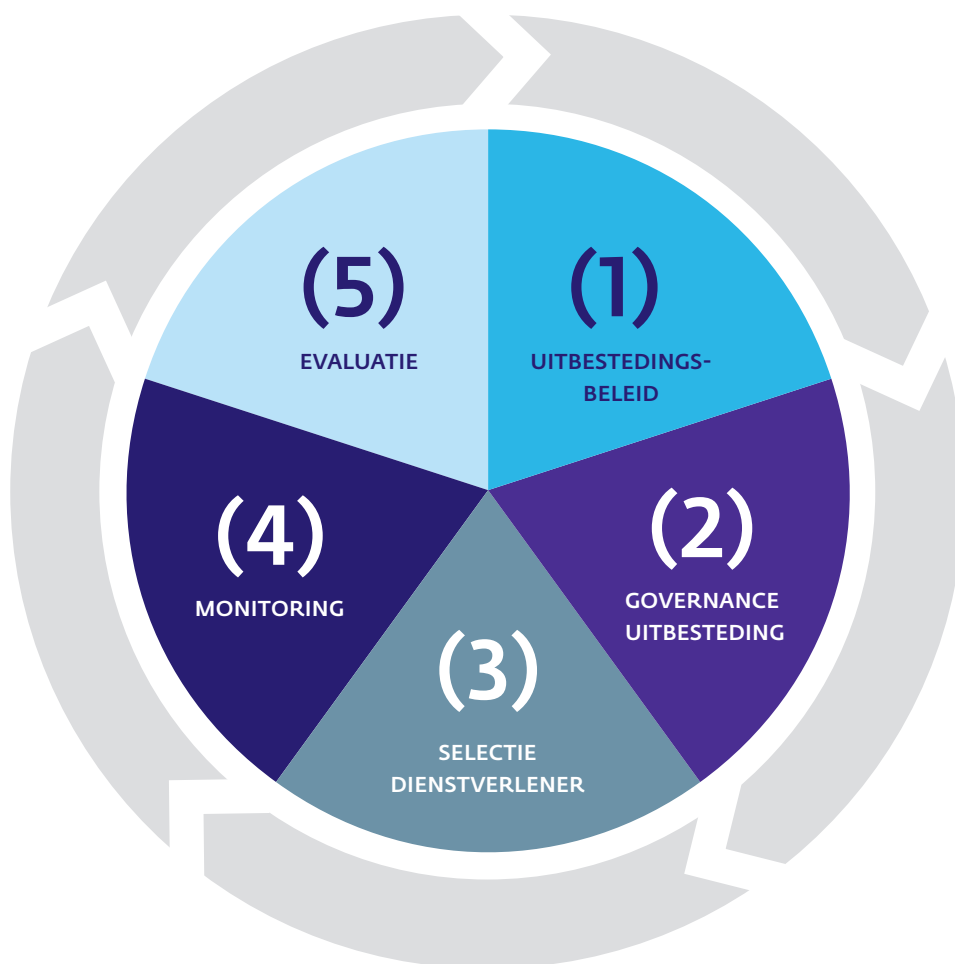 (1)
UITBESTEDINGS-
BELEID
(2)
GOVERNANCE
UITBESTEDING
(3)
SELECTIE
DIENSTVERLENER
(4)
MONITORING
(5)
EVALUATIE